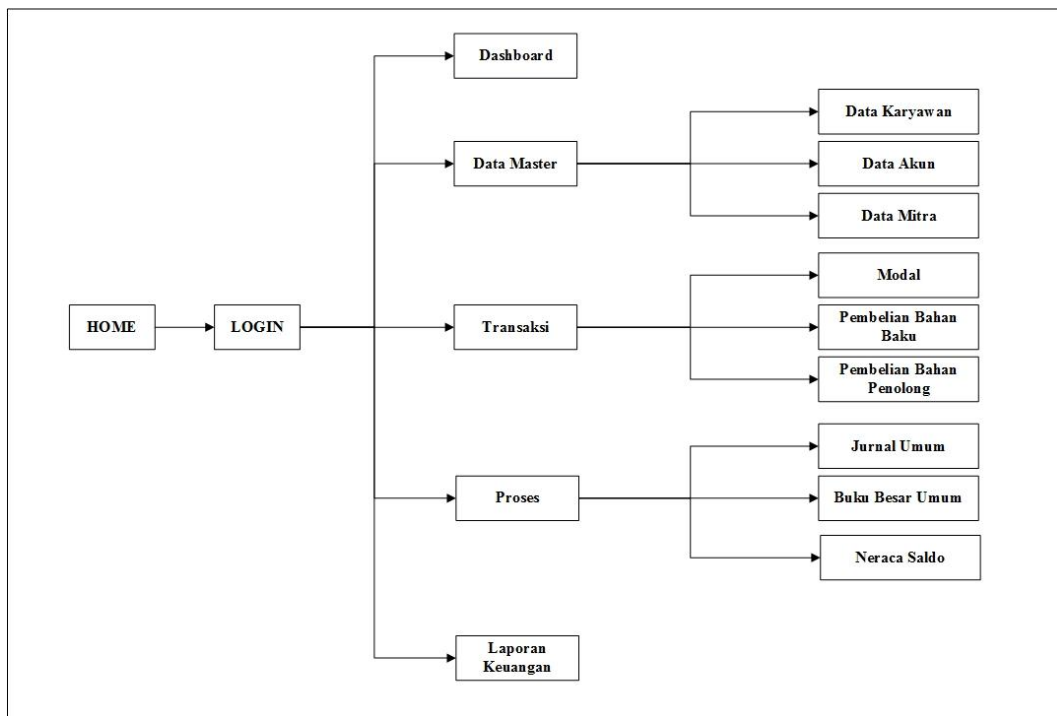 Dashboard
Data Karyawan
Data Master
Data Akun
Data Mitra
Modal
HOME
LOGIN
Transaksi
Pembelian Bahan
Baku
Pembelian Bahan
Penolong
Jurnal Umum
Proses
Buku Besar Umum
Neraca Saldo
Laporan
Keuangan